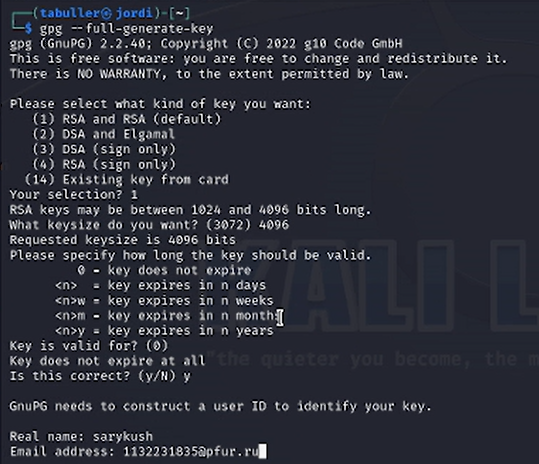 ┌──(tabuller㉿jordi)-[~]
└─$ gpg --full-generate-key
gpg (GnuPG) 2.2.40; Copyright (C) 2022 g10 Code GmbH
This is free software: you are free to change and redistribute it.
There is NO WARRANTY, to the extent permitted by law.

Please select what kind of key you want:
   (1) RSA and RSA (default)
   (2) DSA and Elgamal
   (3) DSA (sign only)
   (4) RSA (sign only)
  (14) Existing key from card
Your selection? 1
RSA keys may be between 1024 and 4096 bits long.
What keysize do you want? (3072) 4096
Requested keysize is 4096 bits
Please specify how long the key should be valid.
         0 = key does not expire
      <n>  = key expires in n days
      <n>w = key expires in n weeks
      <n>m = key expires in n months
      <n>y = key expires in n years
Key is valid for? (0)
Key does not expire at all
Is this correct? (y/N) y

GnuPG needs to construct a user ID to identify your key.

Real name: sarykush
Email address: 1132231835@pfur.ru
KALI L
"the quieter you become, the m